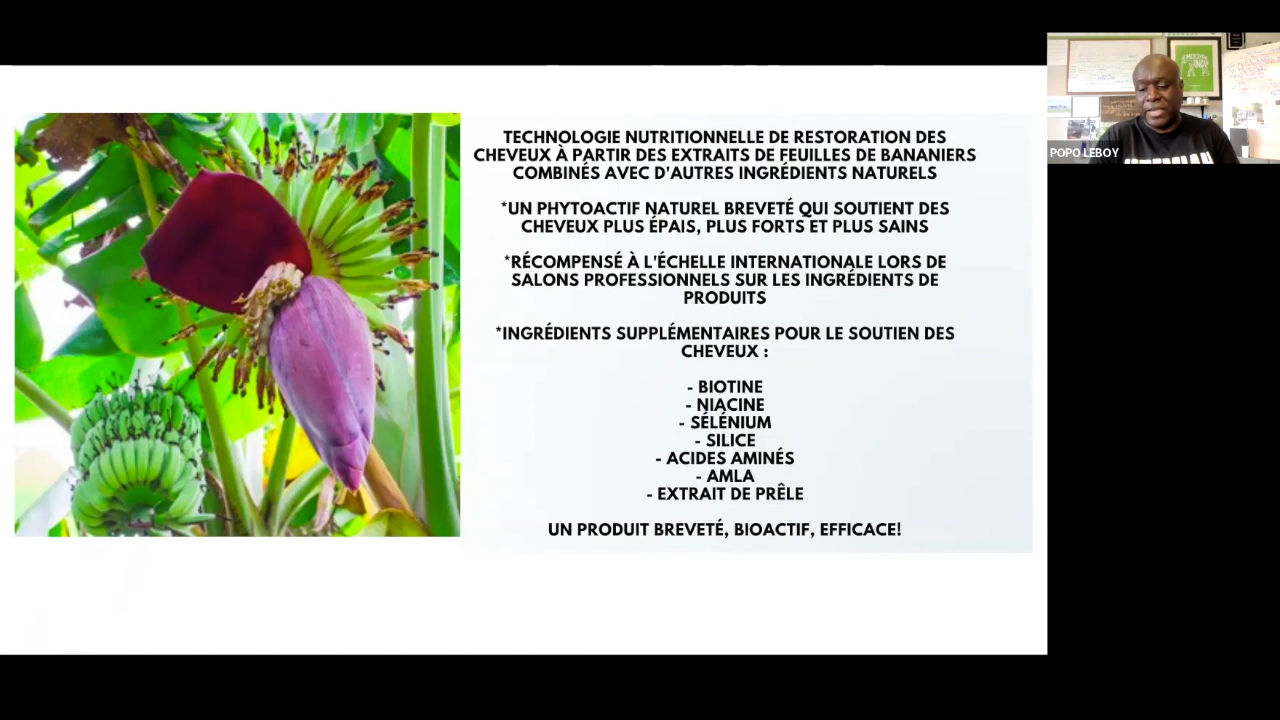 TECHNOLOGIE NUTRITIONNELLE DE RESTORATION DES
CHEVEUX À PARTIR DES EXTRAITS DE FEUILLES DE BANANIERS
COMBINÉS AVEC D'AUTRES INGRÉDIENTS NATURELS
*UN PHYTOACTIF NATUREL BREVETÉ QUI SOUTIENT DES
CHEVEUX PLUS ÉPAIS, PLUS FORTS ET PLUS SAINS
*RÉCOMPENSÉ À L'ÉCHELLE INTERNATIONALE LORS DE
SALONS PROFESSIONNELS SUR LES INGRÉDIENTS DE
PRODUITS
*INGRÉDIENTS SUPPLÉMENTAIRES POUR LE SOUTIEN DES
CHEVEUX :
- BIOTINE
- NIACINE
- SÉLÉNIUM
- SILICE
- ACIDES AMINÉS
- AMLA
- EXTRAIT DE PRÊLE
UN PRODUIT BREVETÉ, BIOACTIF, EFFICACE!
POPO LEBOY